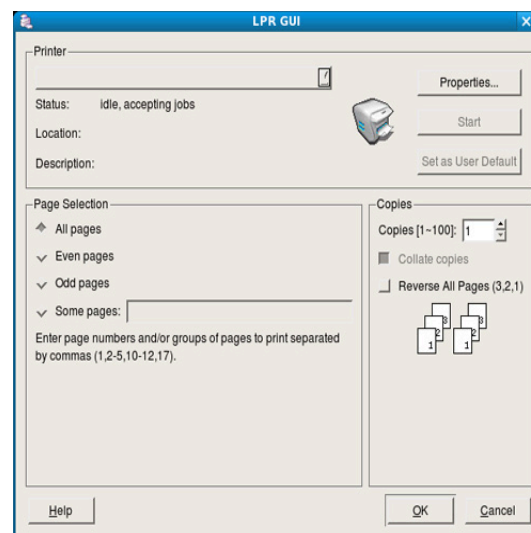 LPR GUI
Printer
Properties...
Status: idle, accepting jobs
Start
Location:
Description:
Set as User Default
Page Selection
All pages
Even pages
Odd pages
Some pages:
Enter page numbers and/or groups of pages to print separated
by commas (1,2-5,10-12,17).
Copies
Copies [1~100]: 1
Collate copies
Reverse All Pages (3,2,1)
3 3
2 2
1 1
Help
OK
Cancel